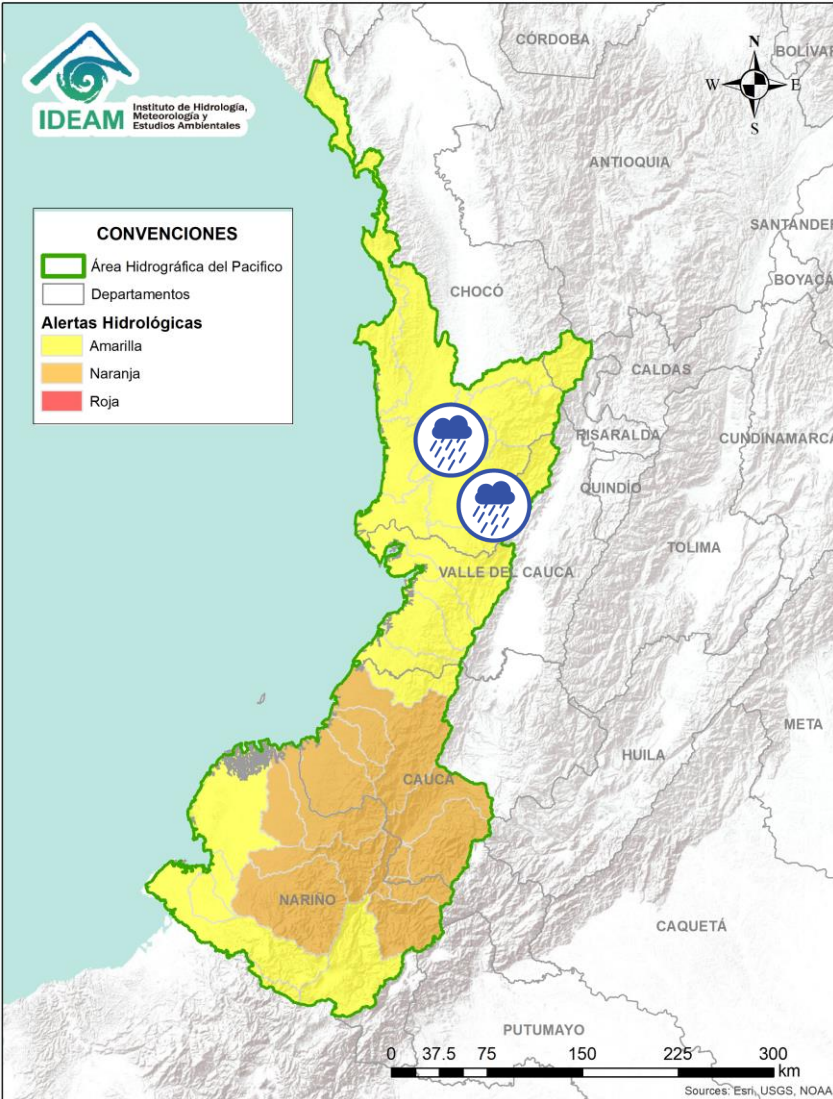 IDEAM
Instituto de Hidrología,
Meteorología y
Estudios Ambientales
CÓRDOBA
BOLÍVAR
N
W
E
S
ANTIOQUIA
CONVENCIONES
Área Hidrográfica del Pacifico
Departamentos
Alertas Hidrológicas
Amarilla
Naranja
Roja
SANTANDER
BOYACÁ
CHOCÓ
CALDAS
RISARALDA
CUNDINAMARCA
QUINDÍO
TOLIMA
VALLE DEL CAUCA
META
HUILA
CAUCA
NARIÑO
CAQUETÁ
PUTUMAYO
0 37.5 75 150 225 300
km
Sources: Esri, USGS, NOAA